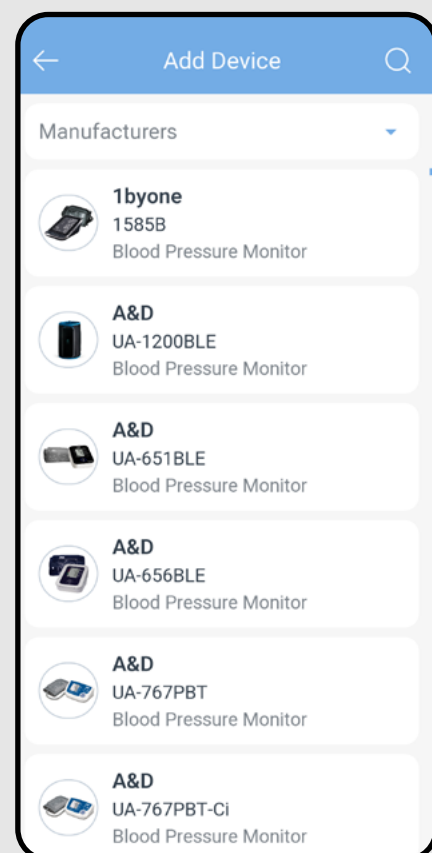 Add Device
Manufacturers
1byone
1585B
Blood Pressure Monitor
A&D
UA-1200BLE
Blood Pressure Monitor
A&D
UA-651BLE
Blood Pressure Monitor
A&D
UA-656BLE
Blood Pressure Monitor
A&D
UA-767PBT
Blood Pressure Monitor
A&D
UA-767PBT-Ci
Blood Pressure Monitor